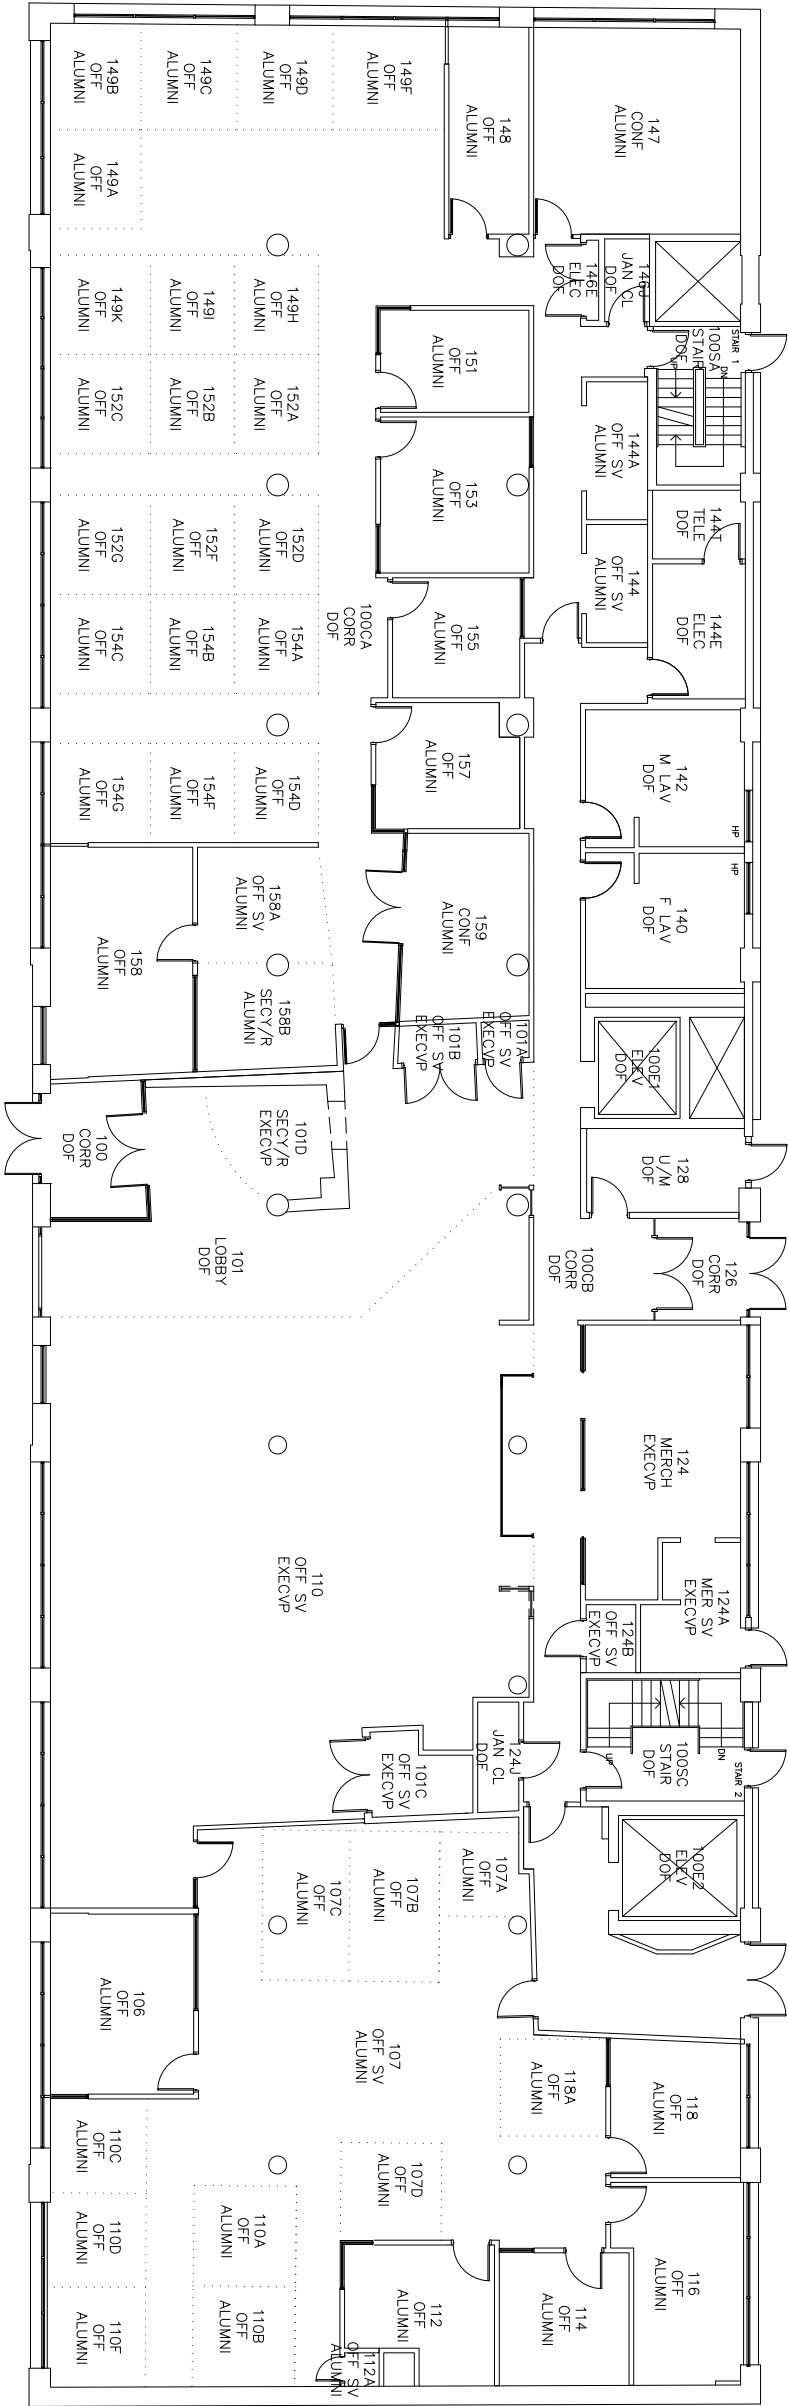 149B
OFF
ALUMNI
149C
OFF
ALUMNI
149D
OFF
ALUMNI
149F
OFF
ALUMNI
148
OFF
ALUMNI
147
CONF
ALUMNI
149A
OFF
ALUMNI
149K
OFF
ALUMNI
149I
OFF
ALUMNI
149H
OFF
ALUMNI
151
OFF
ALUMNI
146E
ELEC
DOF
146J
JAN CL
DOF
100SA
STAIR
DOF
STAIR 1
DN
UP
152C
OFF
ALUMNI
152B
OFF
ALUMNI
152A
OFF
ALUMNI
153
OFF
ALUMNI
144A
OFF SV
ALUMNI
144T
TELE
DOF
152G
OFF
ALUMNI
152F
OFF
ALUMNI
152D
OFF
ALUMNI
144
OFF SV
ALUMNI
144E
ELEC
DOF
154C
OFF
ALUMNI
154B
OFF
ALUMNI
154A
OFF
ALUMNI
100CA
CORR
DOF
155
OFF
ALUMNI
154G
OFF
ALUMNI
154F
OFF
ALUMNI
154D
OFF
ALUMNI
157
OFF
ALUMNI
142
M LAV
DOF
HP
158
OFF
ALUMNI
158A
OFF SV
ALUMNI
159
CONF
ALUMNI
140
F LAV
DOF
HP
158B
SECY/R
ALUMNI
101B
OFF SV
EXECVP
101A
OFF SV
EXECVP
100E1
ELEV
DOF
100
CORR
DOF
101D
SECY/R
EXECVP
128
U/M
DOF
101
LOBBY
DOF
100CB
CORR
DOF
126
CORR
DOF
124
MERCH
EXECVP
110
OFF SV
EXECVP
124A
MER SV
EXECVP
124B
OFF SV
EXECVP
101C
OFF SV
EXECVP
124J
JAN CL
DOF
100SC
STAIR
DOF
UP
DN
STAIR 2
107C
OFF
ALUMNI
107B
OFF
ALUMNI
107A
OFF
ALUMNI
100E2
ELEV
DOF
106
OFF
ALUMNI
107
OFF SV
ALUMNI
118A
OFF
ALUMNI
118
OFF
ALUMNI
110C
OFF
ALUMNI
107D
OFF
ALUMNI
110D
OFF
ALUMNI
110A
OFF
ALUMNI
116
OFF
ALUMNI
110F
OFF
ALUMNI
110B
OFF
ALUMNI
112
OFF
ALUMNI
114
OFF
ALUMNI
112A
OFF SV
ALUMNI